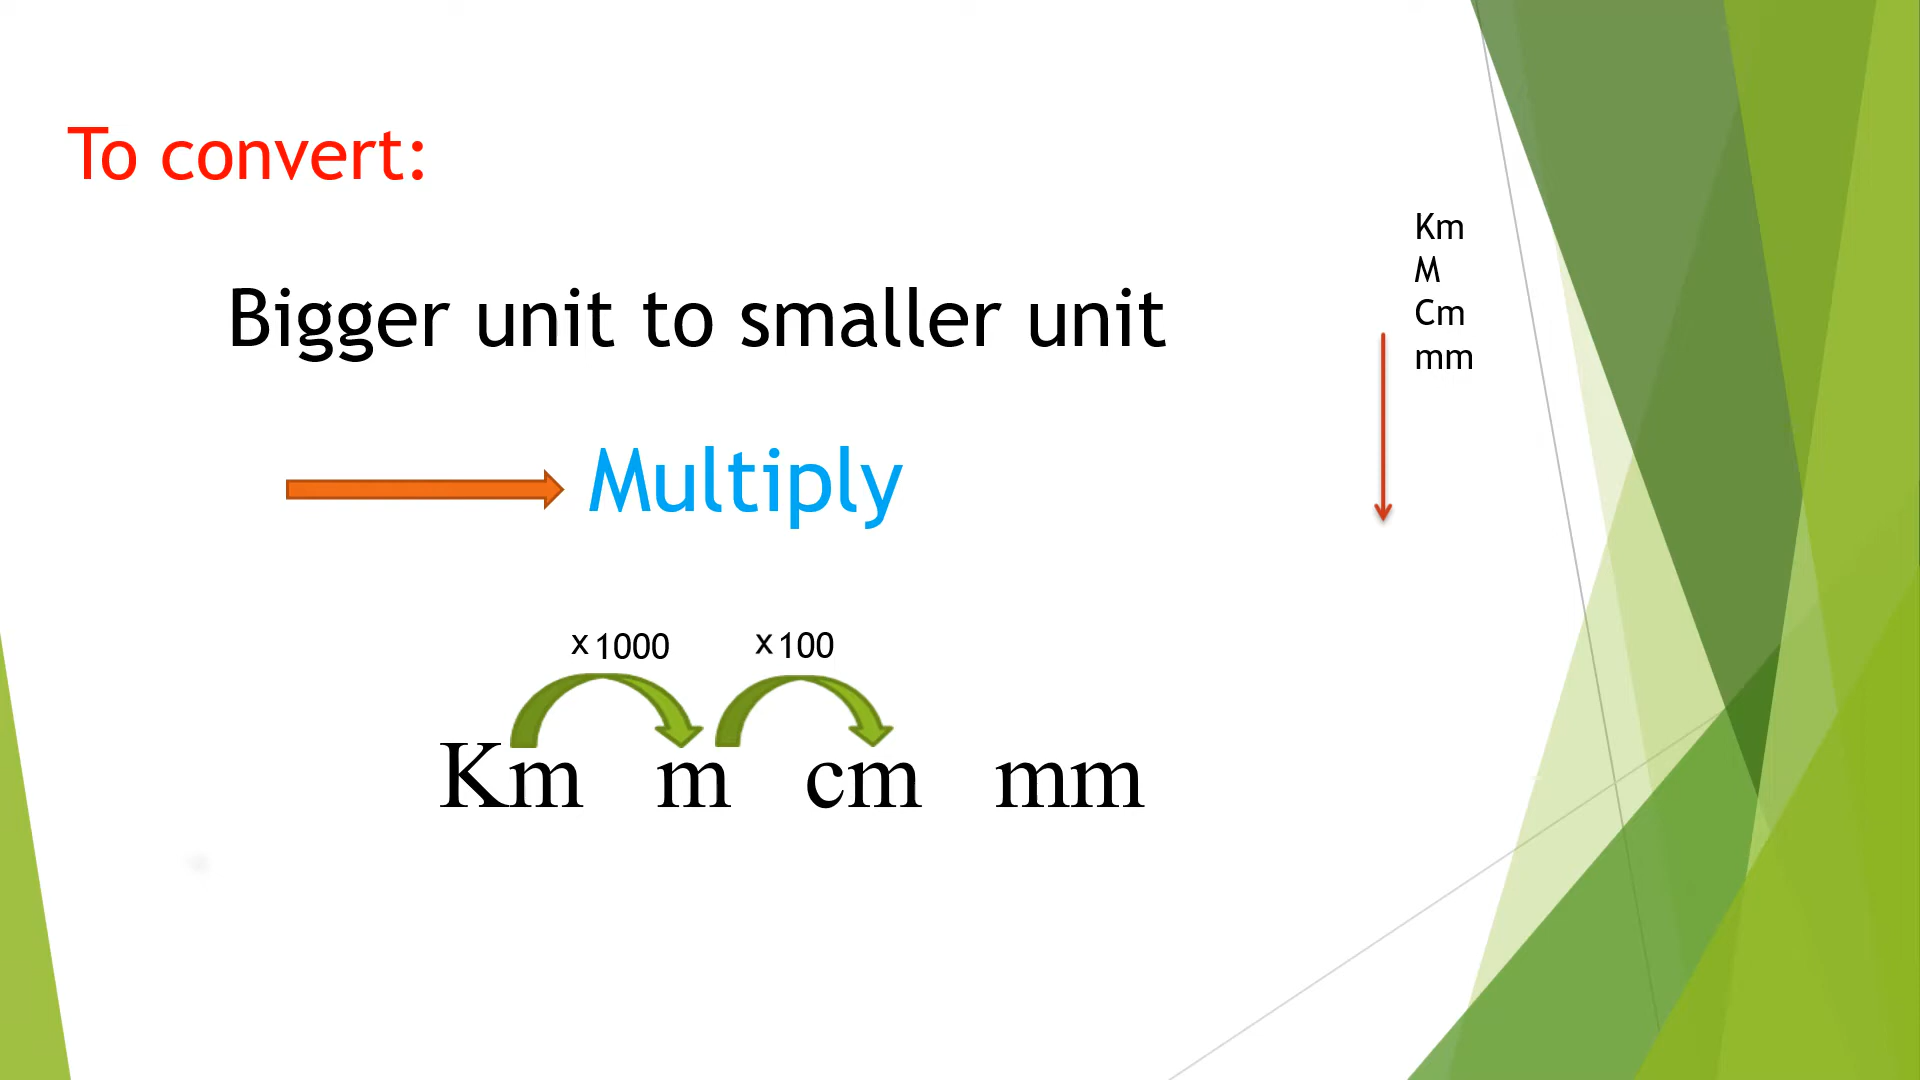 To convert:
Bigger unit to smaller unit
Multiply
Km
M
Cm
mm
x 1000 x 100
Km m cm mm